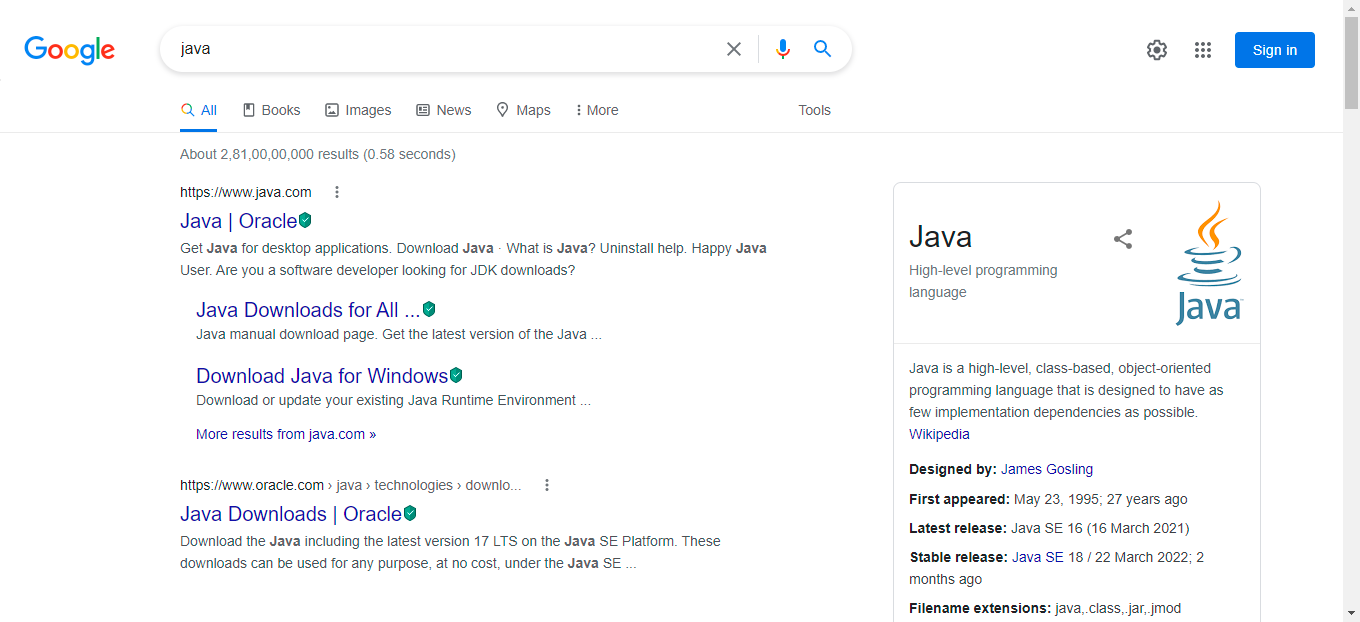 Google
java
Sign in
All Books Images News Maps More Tools
About 2,81,00,00,000 results (0.58 seconds)
https://www.java.com
Java | Oracle
Get Java for desktop applications. Download Java · What is Java? Uninstall help. Happy Java
User. Are you a software developer looking for JDK downloads?
Java Downloads for All ...
Java manual download page. Get the latest version of the Java ...
Download Java for Windows
Download or update your existing Java Runtime Environment ...
More results from java.com »
https://www.oracle.com › java › technologies › downlo...
Java Downloads | Oracle
Download the Java including the latest version 17 LTS on the Java SE Platform. These
downloads can be used for any purpose, at no cost, under the Java SE ...
Java
High-level programming
language
Java™
Java is a high-level, class-based, object-oriented
programming language that is designed to have as
few implementation dependencies as possible.
Wikipedia
Designed by: James Gosling
First appeared: May 23, 1995; 27 years ago
Latest release: Java SE 16 (16 March 2021)
Stable release: Java SE 18 / 22 March 2022; 2
months ago
Filename extensions: java,.class,.jar,.jmod